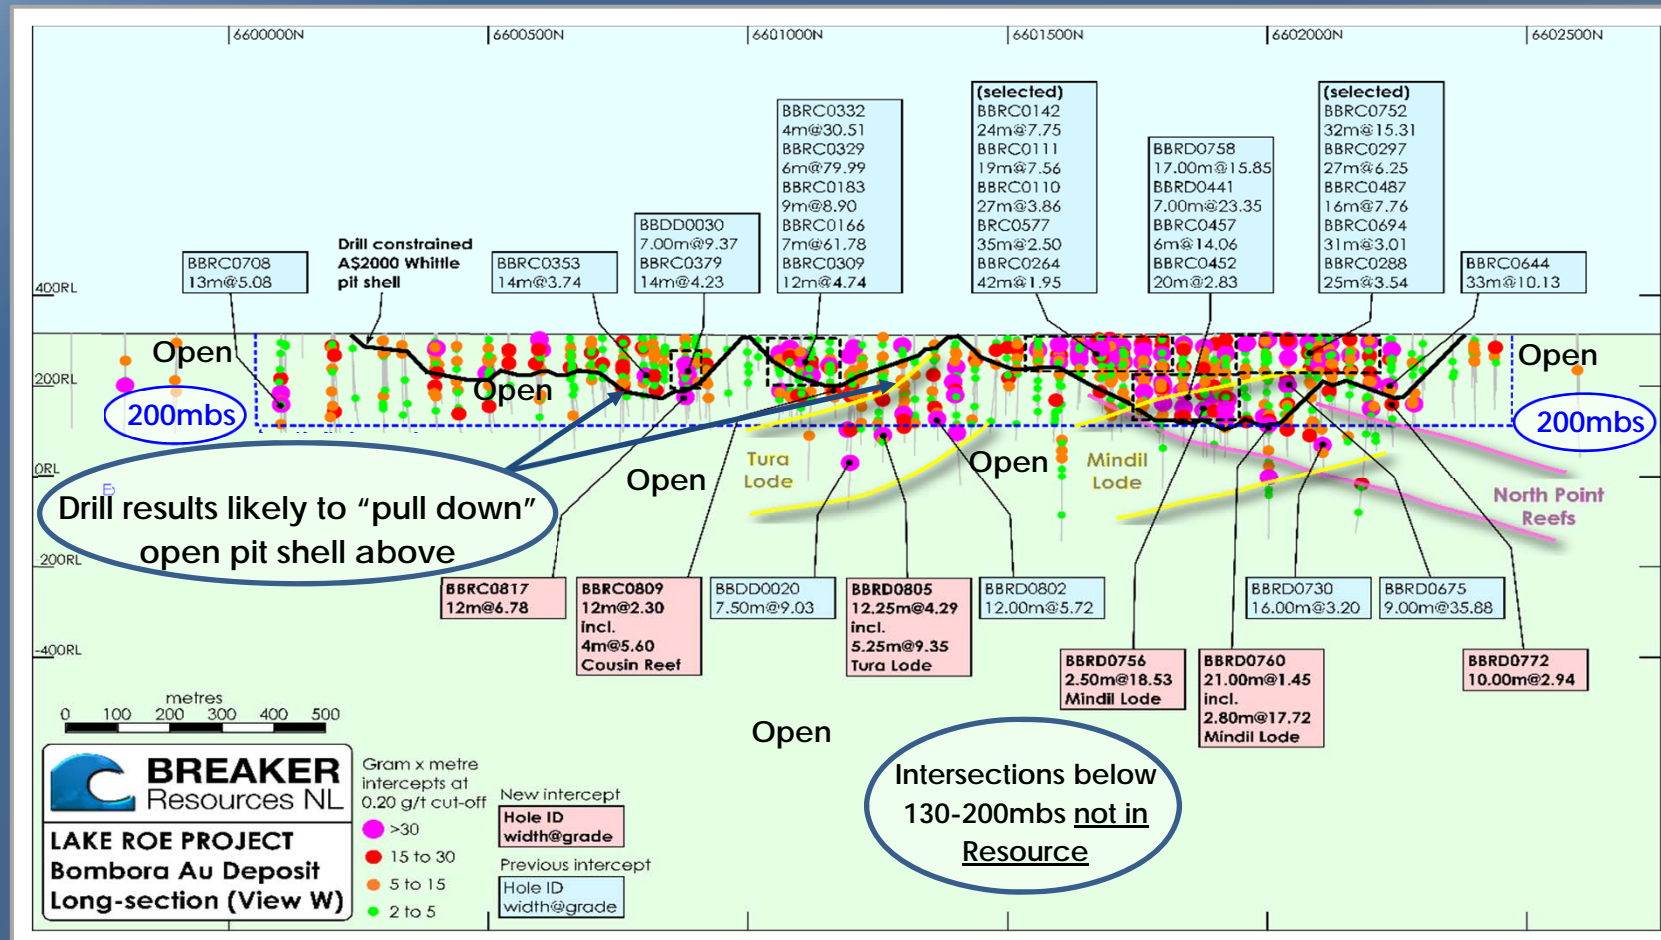 6600000N
6600500N
6601000N
6601500N
6602000N
6602500N
BBRC0708
13m@5.08
Drill constrained
A$2000 Whittle
pit shell
BBRC0353
14m@3.74
BBDD0030
7.00m@9.37
BBRC0379
14m@4.23
BBRC0332
4m@30.51
BBRC0329
6m@79.99
BBRC0183
9m@8.90
BBRC0166
7m@61.78
BBRC0309
12m@4.74
(selected)
BBRC0142
24m@7.75
BBRC0111
19m@7.56
BBRC0110
27m@3.86
BRC0577
35m@2.50
BBRC0264
42m@1.95
BBRD0758
17.00m@15.85
BBRD0441
7.00m@23.35
BBRC0457
6m@14.06
BBRC0452
20m@2.83
(selected)
BBRC0752
32m@15.31
BBRC0297
27m@6.25
BBRC0487
16m@7.76
BBRC0694
31m@3.01
BBRC0288
25m@3.54
BBRC0644
33m@10.13
400RL
200RL
0RL
200RL
-400RL
Open
Open
Open
Open
Open
Open
200mbs
200mbs
Tura
Lode
Mindil
Lode
North Point
Reefs
Drill results likely to “pull down”
open pit shell above
BBRC0817
12m@6.78
BBRC0809
12m@2.30
incl.
4m@5.60
Cousin Reef
BBDD0020
7.50m@9.03
BBRD0805
12.25m@4.29
incl.
5.25m@9.35
Tura Lode
BBRD0802
12.00m@5.72
BBRD0756
2.50m@18.53
Mindil Lode
BBRD0760
21.00m@1.45
incl.
2.80m@17.72
Mindil Lode
BBRD0730
16.00m@3.20
BBRD0675
9.00m@35.88
BBRD0772
10.00m@2.94
Intersections below
130-200mbs not in
Resource
metres
0 100 200 300 400 500
BREAKER
Resources NL
LAKE ROE PROJECT
Bombora Au Deposit
Long-section (View W)
Gram x metre
intercepts at
0.20 g/t cut-off
>30
15 to 30
5 to 15
2 to 5
New intercept
Hole ID
width@grade
Previous intercept
Hole ID
width@grade